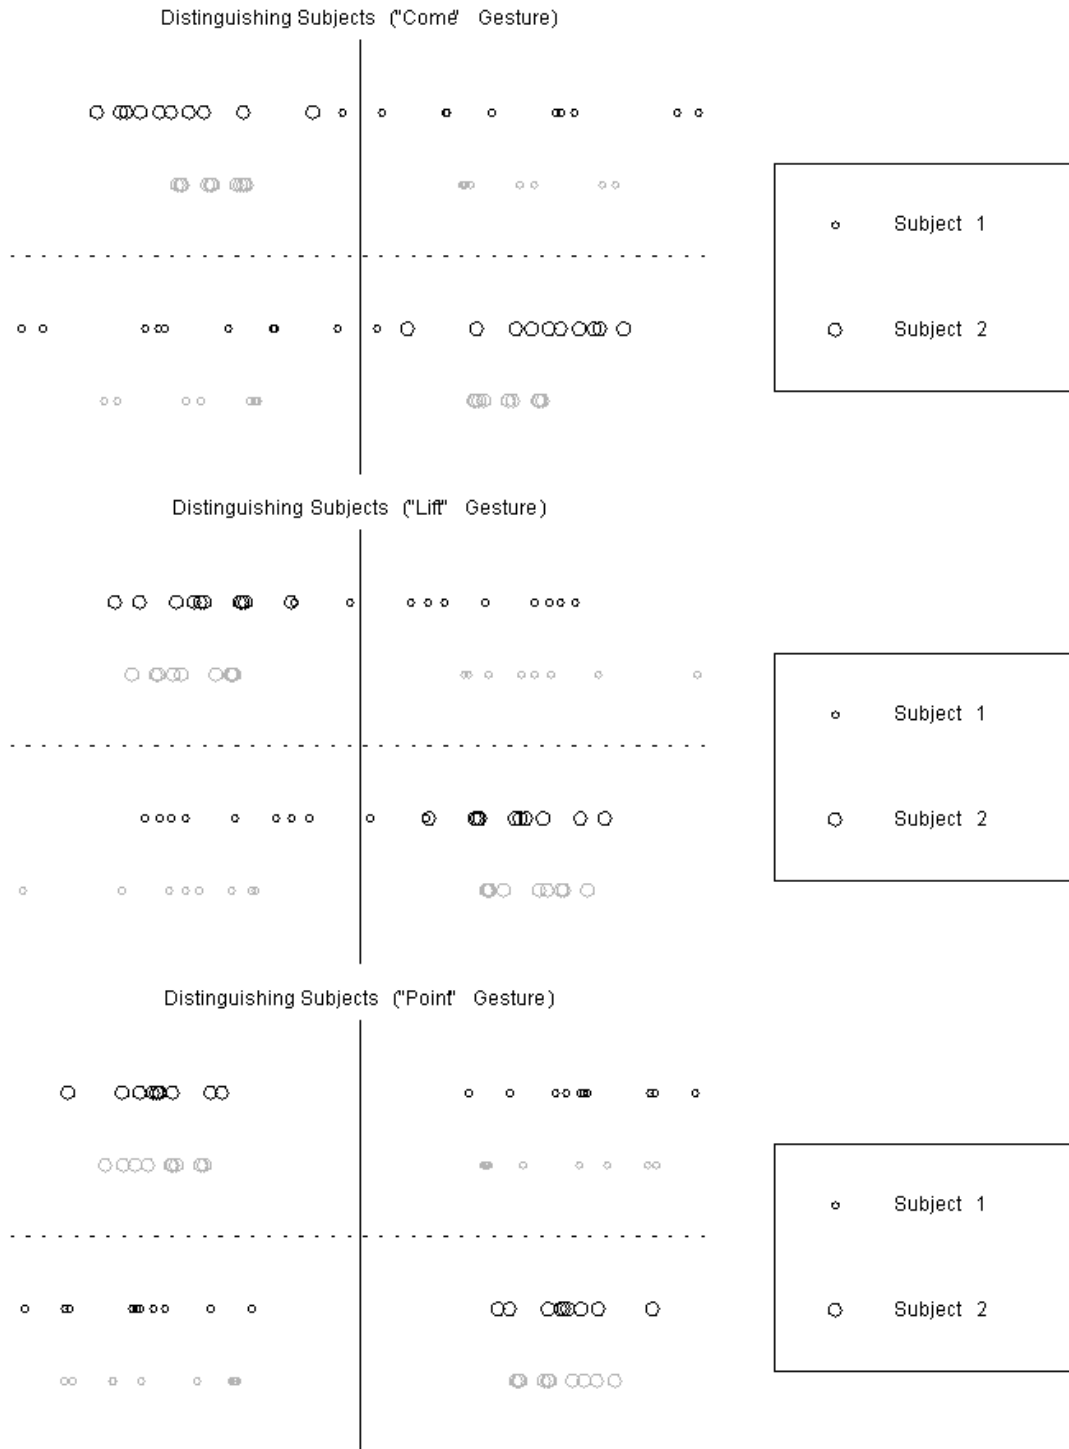 Distinguishing Subjects ("Come" Gesture)
Subject 1
Subject 2
Distinguishing Subjects ("Lift" Gesture)
Subject 1
Subject 2
Distinguishing Subjects ("Point" Gesture)
Subject 1
Subject 2